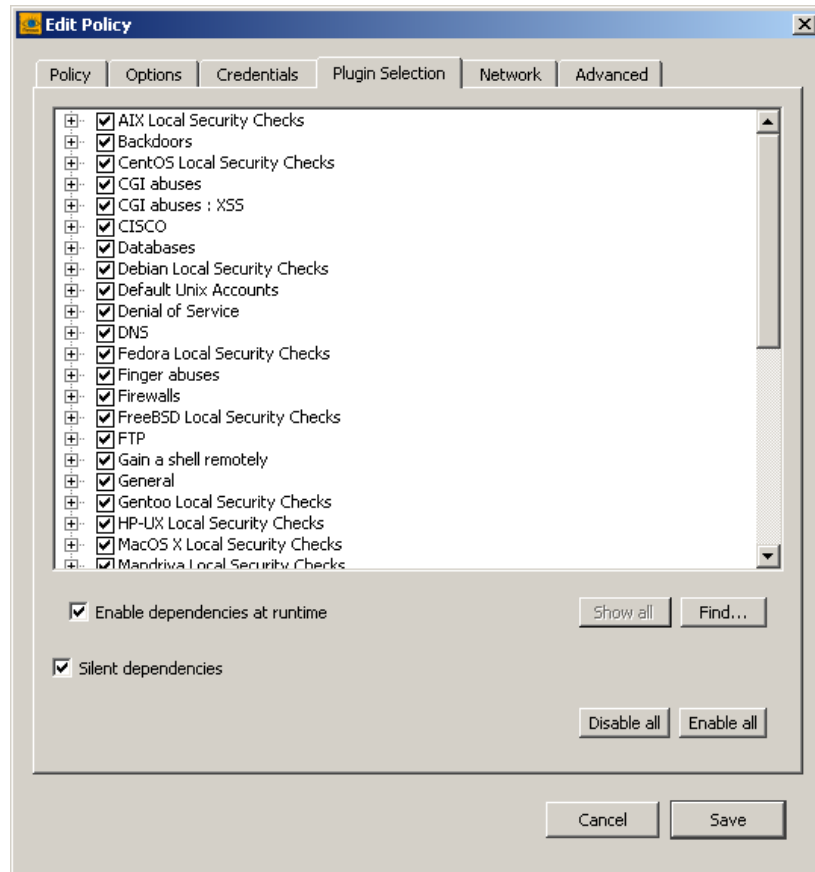 Edit Policy
Policy Options Credentials Plugin Selection Network Advanced
AIX Local Security Checks
Backdoors
CentOS Local Security Checks
CGI abuses
CGI abuses : XSS
CISCO
Databases
Debian Local Security Checks
Default Unix Accounts
Denial of Service
DNS
Fedora Local Security Checks
Finger abuses
Firewalls
FreeBSD Local Security Checks
FTP
Gain a shell remotely
General
Gentoo Local Security Checks
HP-UX Local Security Checks
MacOS X Local Security Checks
Mandriva Local Security Checks
Enable dependencies at runtime Show all Find...
Silent dependencies
Disable all Enable all
Cancel Save